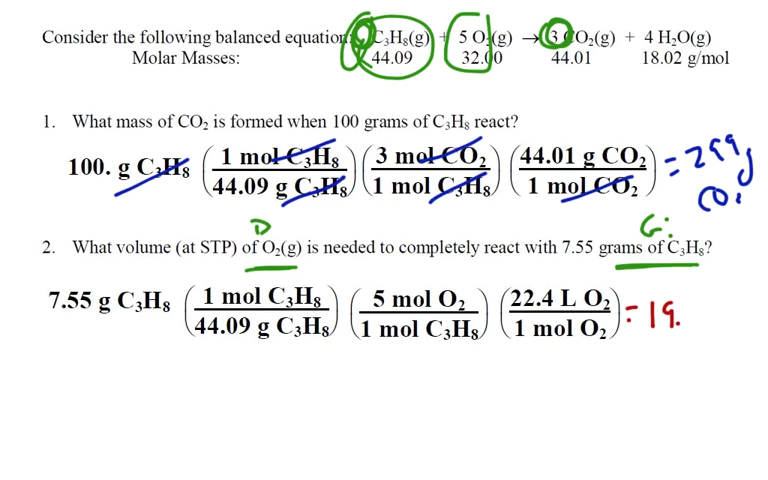 Consider the following balanced equation: C₃H₈(g) + 5 O₂(g) → 3 CO₂(g) + 4 H₂O(g)
Molar Masses: 44.09 32.00 44.01 18.02 g/mol
1. What mass of CO₂ is formed when 100 grams of C₃H₈ react?
100. g C₃H₈ (1 mol C₃H₈ / 44.09 g C₃H₈) (3 mol CO₂ / 1 mol C₃H₈) (44.01 g CO₂ / 1 mol CO₂) = 299 g CO₂
D G:
2. What volume (at STP) of O₂(g) is needed to completely react with 7.55 grams of C₃H₈?
7.55 g C₃H₈ (1 mol C₃H₈ / 44.09 g C₃H₈) (5 mol O₂ / 1 mol C₃H₈) (22.4 L O₂ / 1 mol O₂) = 19.